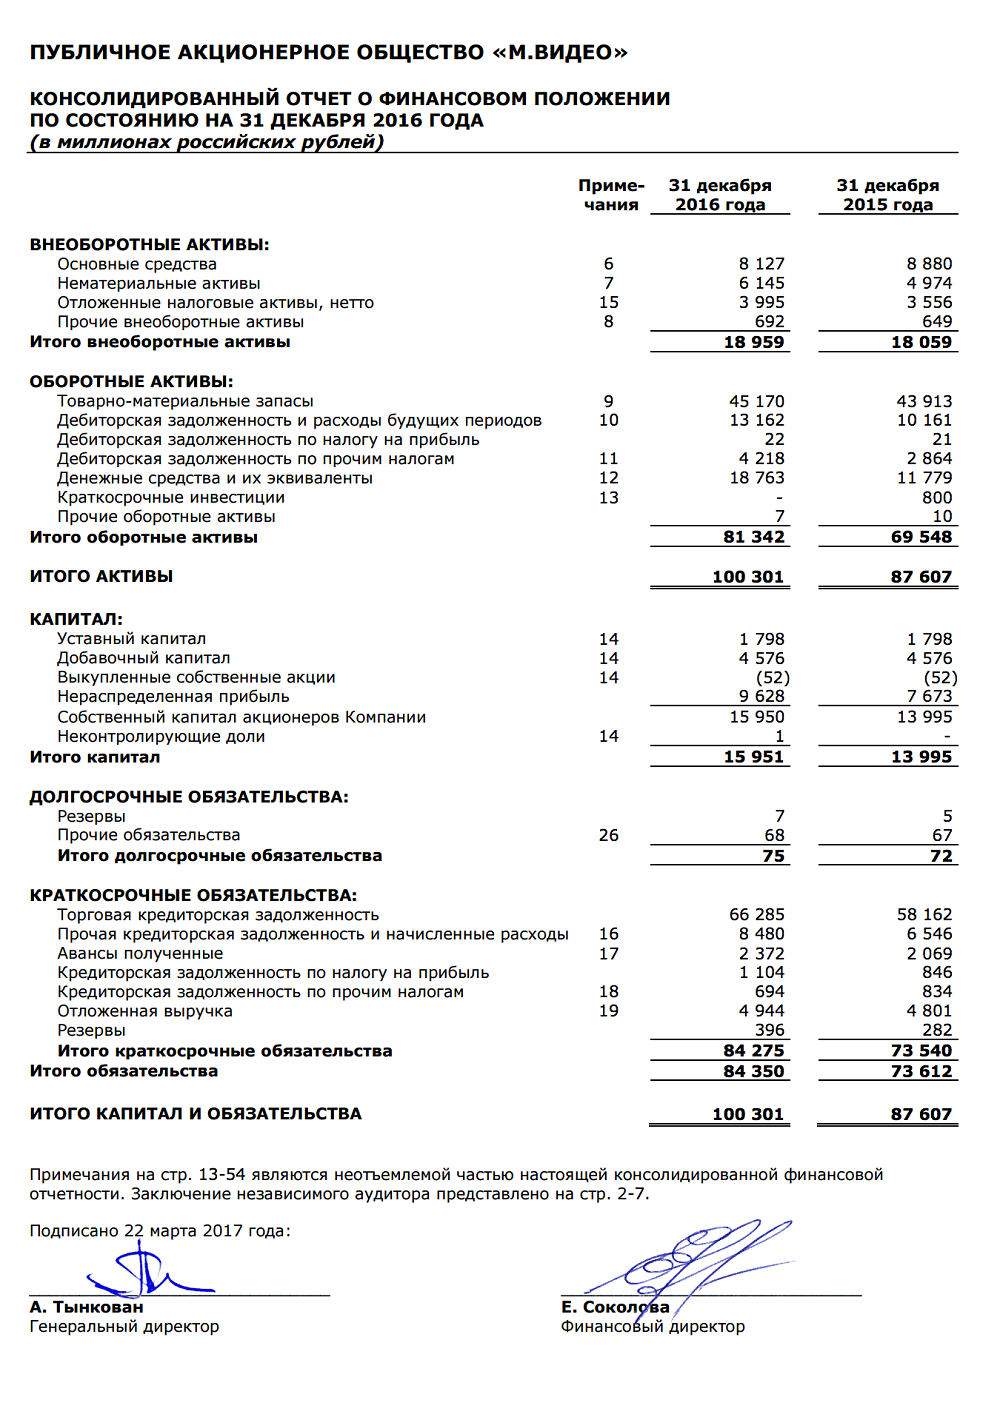 ПУБЛИЧНОЕ АКЦИОНЕРНОЕ ОБЩЕСТВО «М.ВИДЕО»
КОНСОЛИДИРОВАННЫЙ ОТЧЕТ О ФИНАНСОВОМ ПОЛОЖЕНИИ
ПО СОСТОЯНИЮ НА 31 ДЕКАБРЯ 2016 ГОДА
(в миллионах российских рублей)
Приме- 31 декабря 31 декабря
чания 2016 года 2015 года
ВНЕОБОРОТНЫЕ АКТИВЫ:
Основные средства 6 8 127 8 880
Нематериальные активы 7 6 145 4 974
Отложенные налоговые активы, нетто 15 3 995 3 556
Прочие внеоборотные активы 8 692 649
Итого внеоборотные активы 18 959 18 059
ОБОРОТНЫЕ АКТИВЫ:
Товарно-материальные запасы 9 45 170 43 913
Дебиторская задолженность и расходы будущих периодов 10 13 162 10 161
Дебиторская задолженность по налогу на прибыль 22 21
Дебиторская задолженность по прочим налогам 11 4 218 2 864
Денежные средства и их эквиваленты 12 18 763 11 779
Краткосрочные инвестиции 13 - 800
Прочие оборотные активы 7 10
Итого оборотные активы 81 342 69 548
ИТОГО АКТИВЫ 100 301 87 607
КАПИТАЛ:
Уставный капитал 14 1 798 1 798
Добавочный капитал 14 4 576 4 576
Выкупленные собственные акции 14 (52) (52)
Нераспределенная прибыль 9 628 7 673
Собственный капитал акционеров Компании 15 950 13 995
Неконтролирующие доли 14 1 -
Итого капитал 15 951 13 995
ДОЛГОСРОЧНЫЕ ОБЯЗАТЕЛЬСТВА:
Резервы 7 5
Прочие обязательства 26 68 67
Итого долгосрочные обязательства 75 72
КРАТКОСРОЧНЫЕ ОБЯЗАТЕЛЬСТВА:
Торговая кредиторская задолженность 66 285 58 162
Прочая кредиторская задолженность и начисленные расходы 16 8 480 6 546
Авансы полученные 17 2 372 2 069
Кредиторская задолженность по налогу на прибыль 1 104 846
Кредиторская задолженность по прочим налогам 18 694 834
Отложенная выручка 19 4 944 4 801
Резервы 396 282
Итого краткосрочные обязательства 84 275 73 540
Итого обязательства 84 350 73 612
ИТОГО КАПИТАЛ И ОБЯЗАТЕЛЬСТВА 100 301 87 607
Примечания на стр. 13-54 являются неотъемлемой частью настоящей консолидированной финансовой
отчетности. Заключение независимого аудитора представлено на стр. 2-7.
Подписано 22 марта 2017 года:
А. Тынкован Е. Соколова
Генеральный директор Финансовый директор